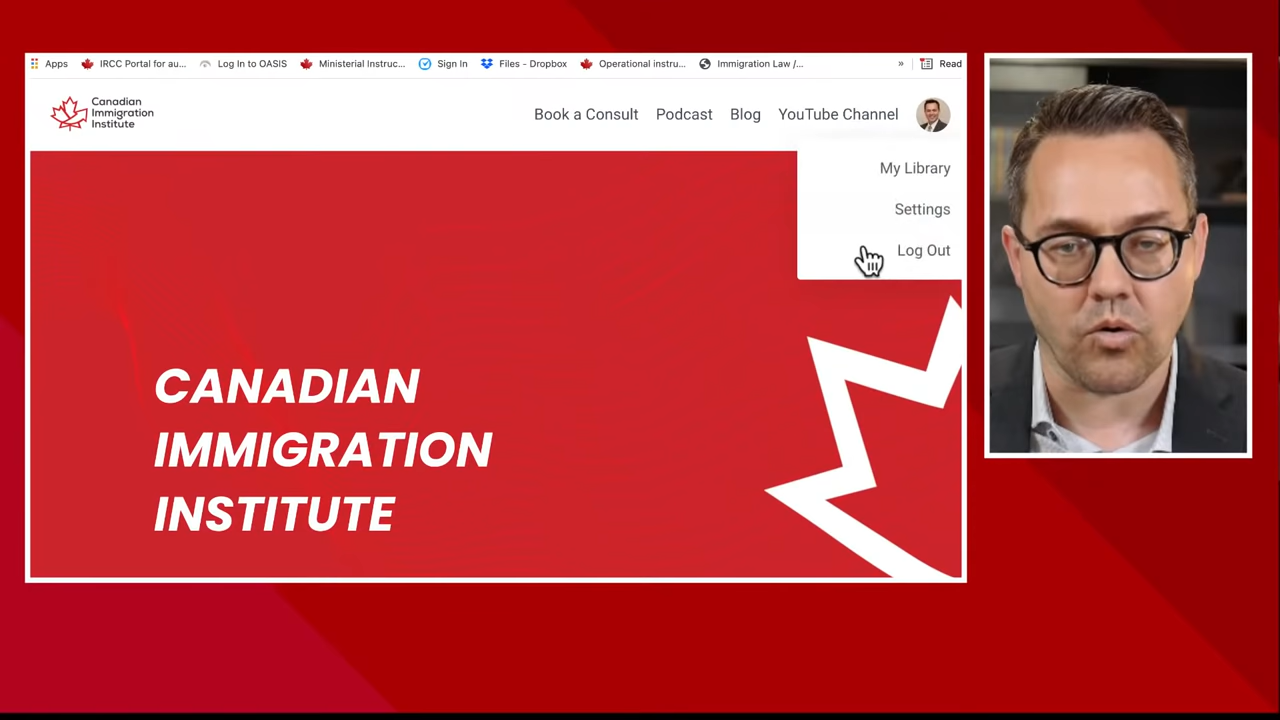 Apps IRCC Portal for au... Log In to OASIS Ministerial Instruc... Sign In Files - Dropbox Operational instru... Immigration Law /... » Read
Canadian
Immigration
Institute
Book a Consult Podcast Blog YouTube Channel
My Library
Settings
Log Out
CANADIAN
IMMIGRATION
INSTITUTE